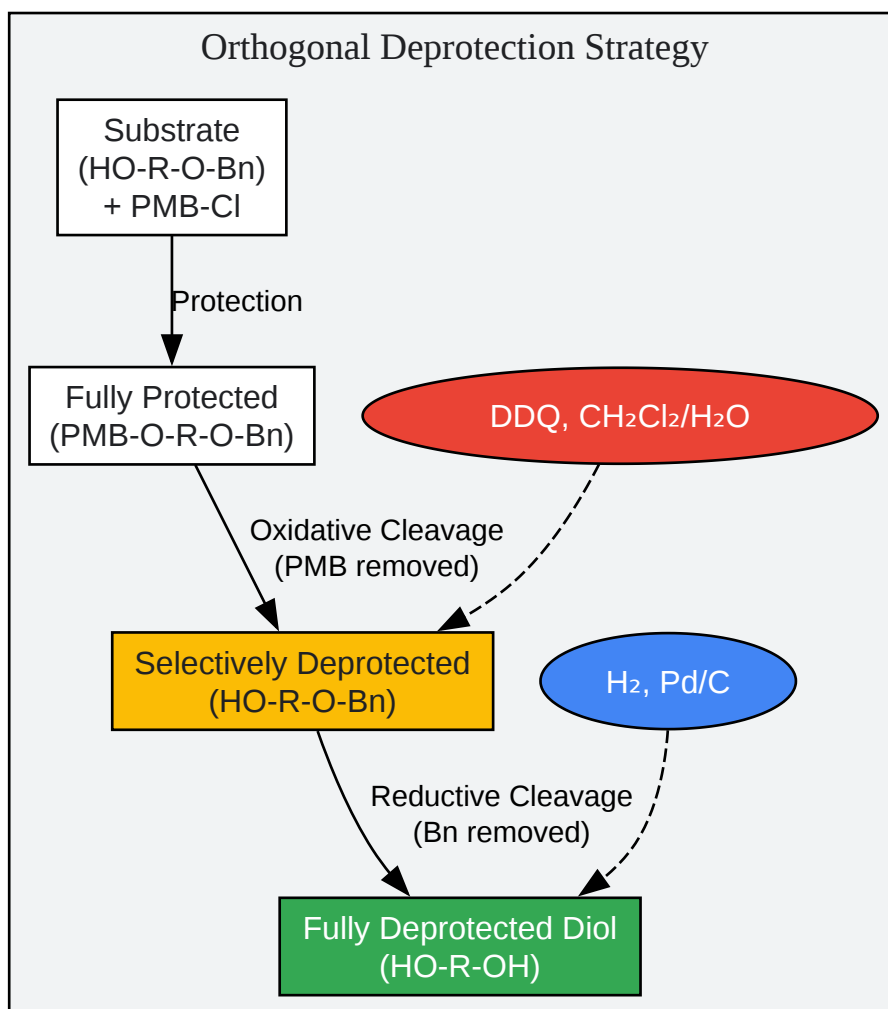 Orthogonal Deprotection Strategy
Substrate
(HO-R-O-Bn)
+ PMB-Cl
Protection
Fully Protected
(PMB-O-R-O-Bn)
DDQ, CH₂Cl₂/H₂O
Oxidative Cleavage
(PMB removed)
Selectively Deprotected
(HO-R-O-Bn)
H₂, Pd/C
Reductive Cleavage
(Bn removed)
Fully Deprotected Diol
(HO-R-OH)